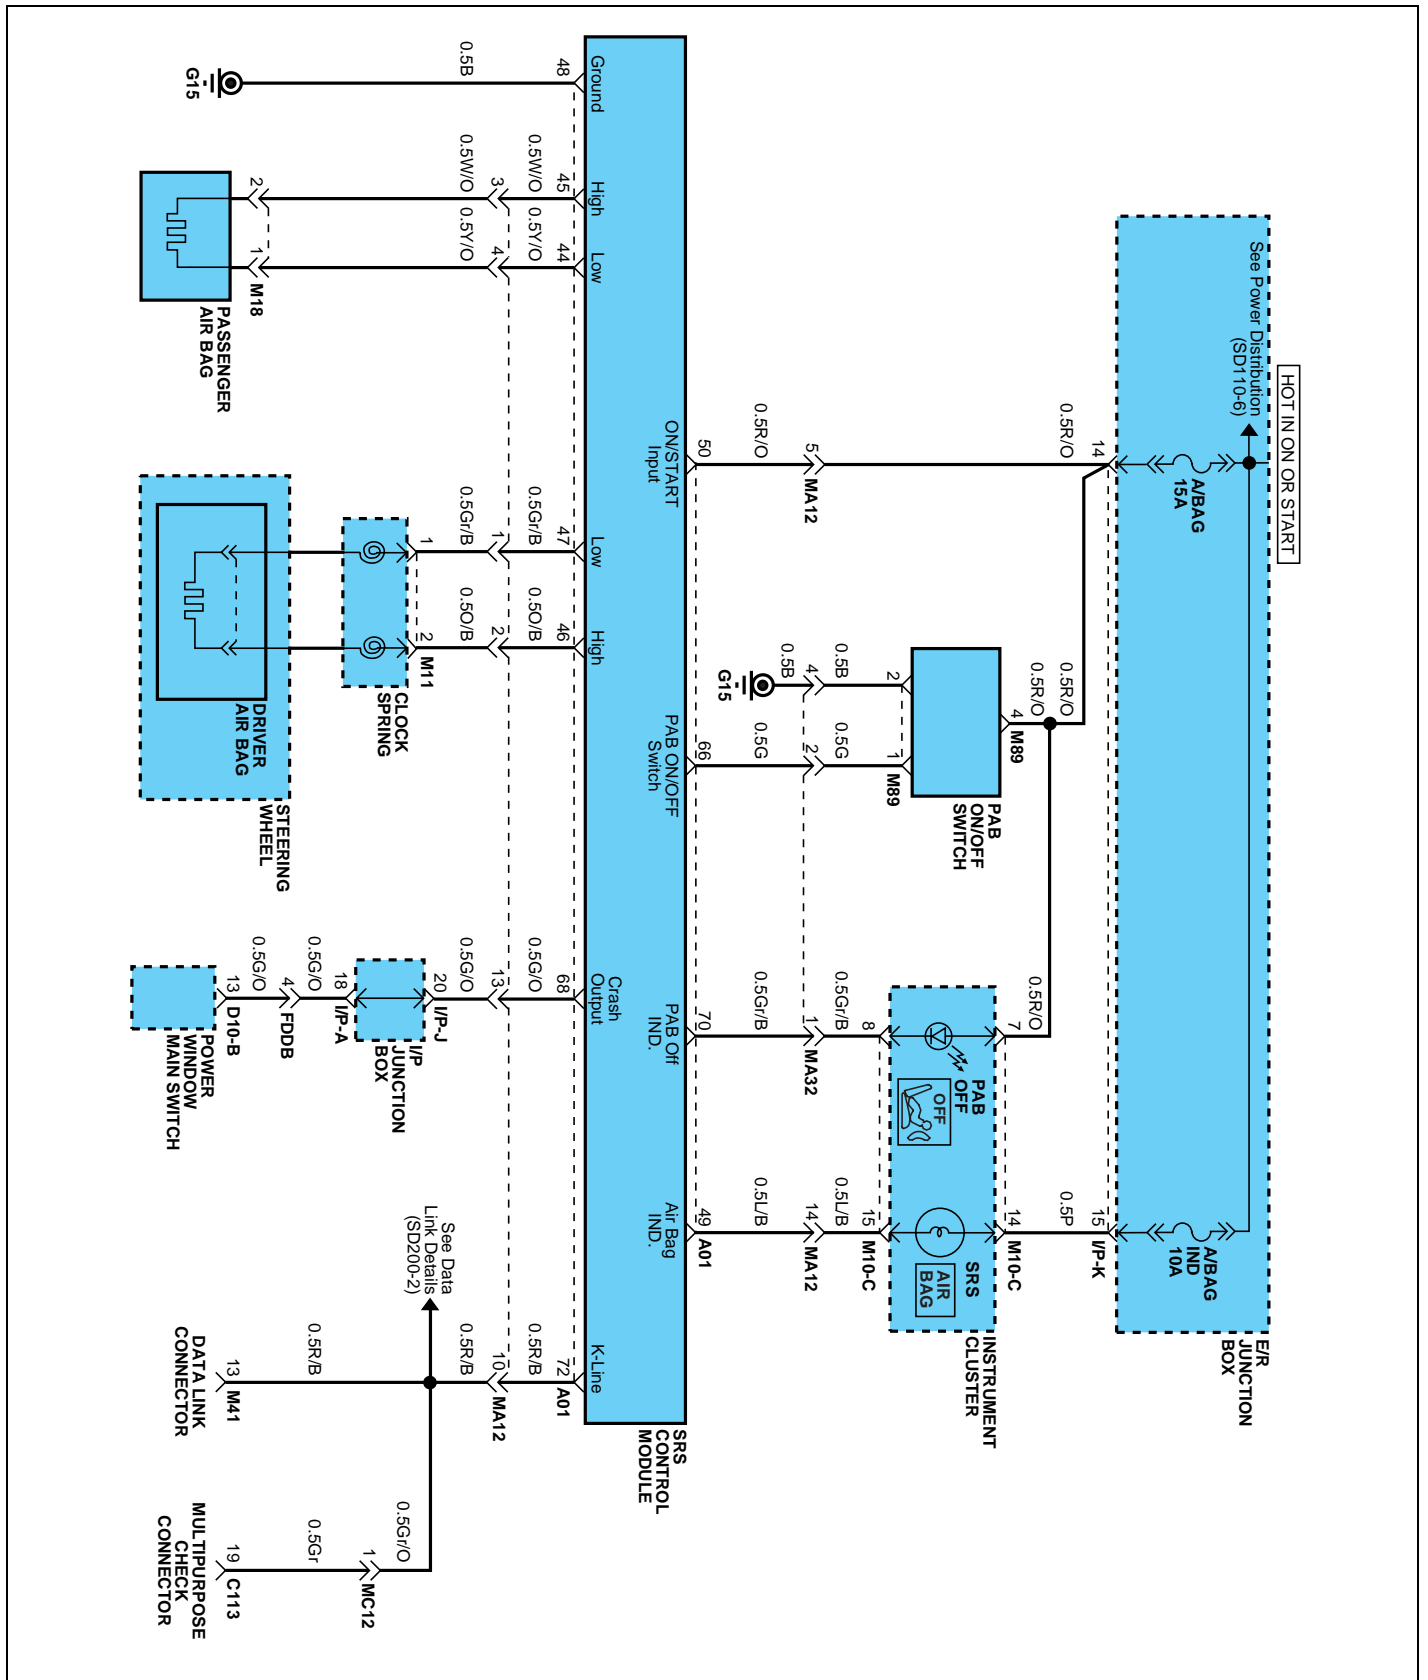 HOT IN ON OR START
See Power Distribution
(SD110-6)
A/BAG
15A
A/BAG
IND
10A
E/R
JUNCTION
BOX
14
15
I/P-K
0.5R/O
0.5R/O
0.5R/O
0.5P
4
M89
0.5R/O
7
14
M10-C
PAB
ON/OFF
SWITCH
PAB
OFF
OFF
SRS
AIR
BAG
INSTRUMENT
CLUSTER
2
1
M89
8
15
M10-C
0.5B
0.5G
0.5Gr/B
0.5L/B
5
MA12
4
2
1
MA32
14
MA12
0.5R/O
0.5B
G15
0.5G
0.5Gr/B
0.5L/B
50
66
70
49
A01
ON/START
Input
PAB ON/OFF
Switch
PAB Off
IND.
Air Bag
IND.
SRS
CONTROL
MODULE
Ground
High
Low
Low
High
Crash
Output
K-Line
48
45
44
47
46
68
72
A01
0.5W/O
0.5Y/O
0.5Gr/B
0.5O/B
0.5G/O
0.5R/B
3
4
1
2
13
10
MA12
0.5B
0.5W/O
0.5Y/O
0.5Gr/B
0.5O/B
0.5G/O
0.5R/B
See Data
Link Details
(SD200-2)
0.5Gr/O
1
2
M11
20
I/P-J
CLOCK
SPRING
I/P
JUNCTION
BOX
1
MC12
18
I/P-A
G15
2
1
M18
0.5G/O
4
FDDB
0.5G/O
0.5R/B
0.5Gr
PASSENGER
AIR BAG
DRIVER
AIR BAG
STEERING
WHEEL
13
D10-B
13
M41
19
C113
POWER
WINDOW
MAIN SWITCH
DATA LINK
CONNECTOR
MULTIPURPOSE
CHECK
CONNECTOR